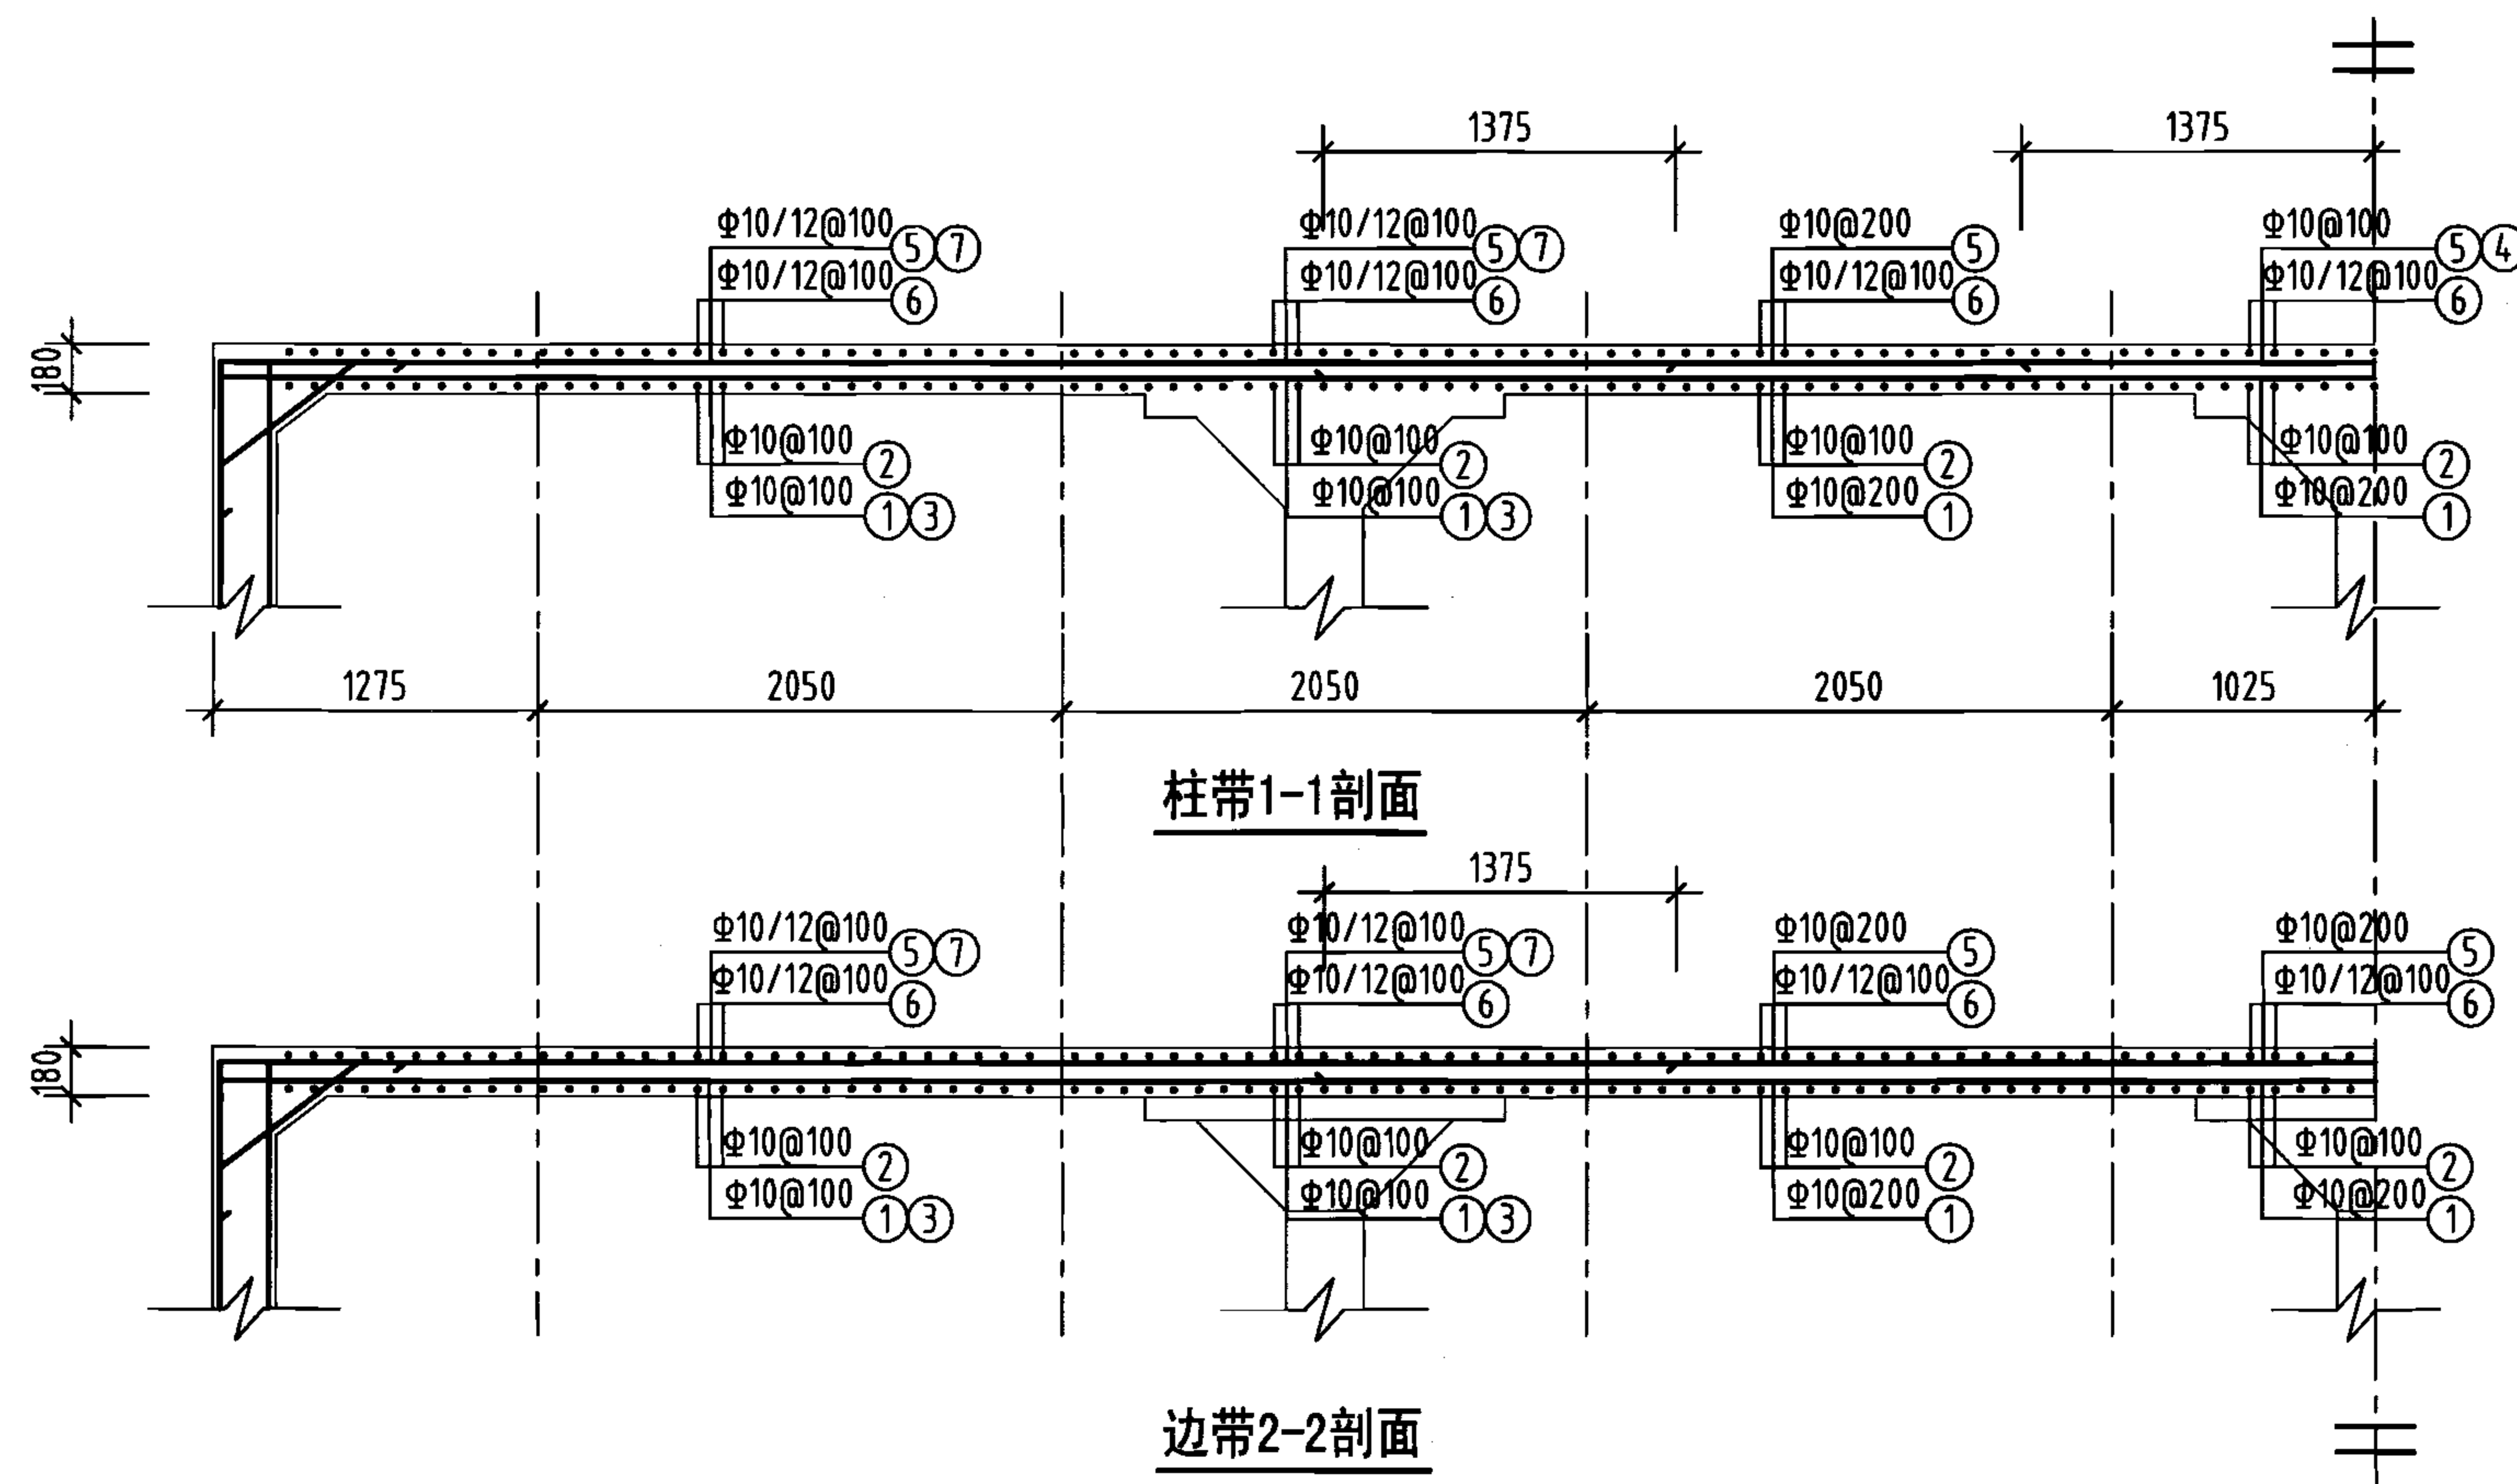 1375 1375
Φ10/12@100 ⑤⑦ Φ10/12@100 ⑤⑦ Φ10@200 ⑤ Φ10@100 ⑤④
Φ10/12@100 ⑥ Φ10/12@100 ⑥ Φ10/12@100 ⑥ Φ10/12@100 ⑥
180
Φ10@100 ② Φ10@100 ② Φ10@100 ② Φ10@100 ②
Φ10@100 ①③ Φ10@100 ①③ Φ10@200 ① Φ10@200 ①
1275 2050 2050 2050 1025
柱带1-1剖面
1375
Φ10/12@100 ⑤⑦ Φ10/12@100 ⑤⑦ Φ10@200 ⑤ Φ10@200 ⑤
Φ10/12@100 ⑥ Φ10/12@100 ⑥ Φ10/12@100 ⑥ Φ10/12@100 ⑥
180
Φ10@100 ② Φ10@100 ② Φ10@100 ② Φ10@100 ②
Φ10@100 ①③ Φ10@100 ①③ Φ10@200 ① Φ10@200 ①
边带2-2剖面